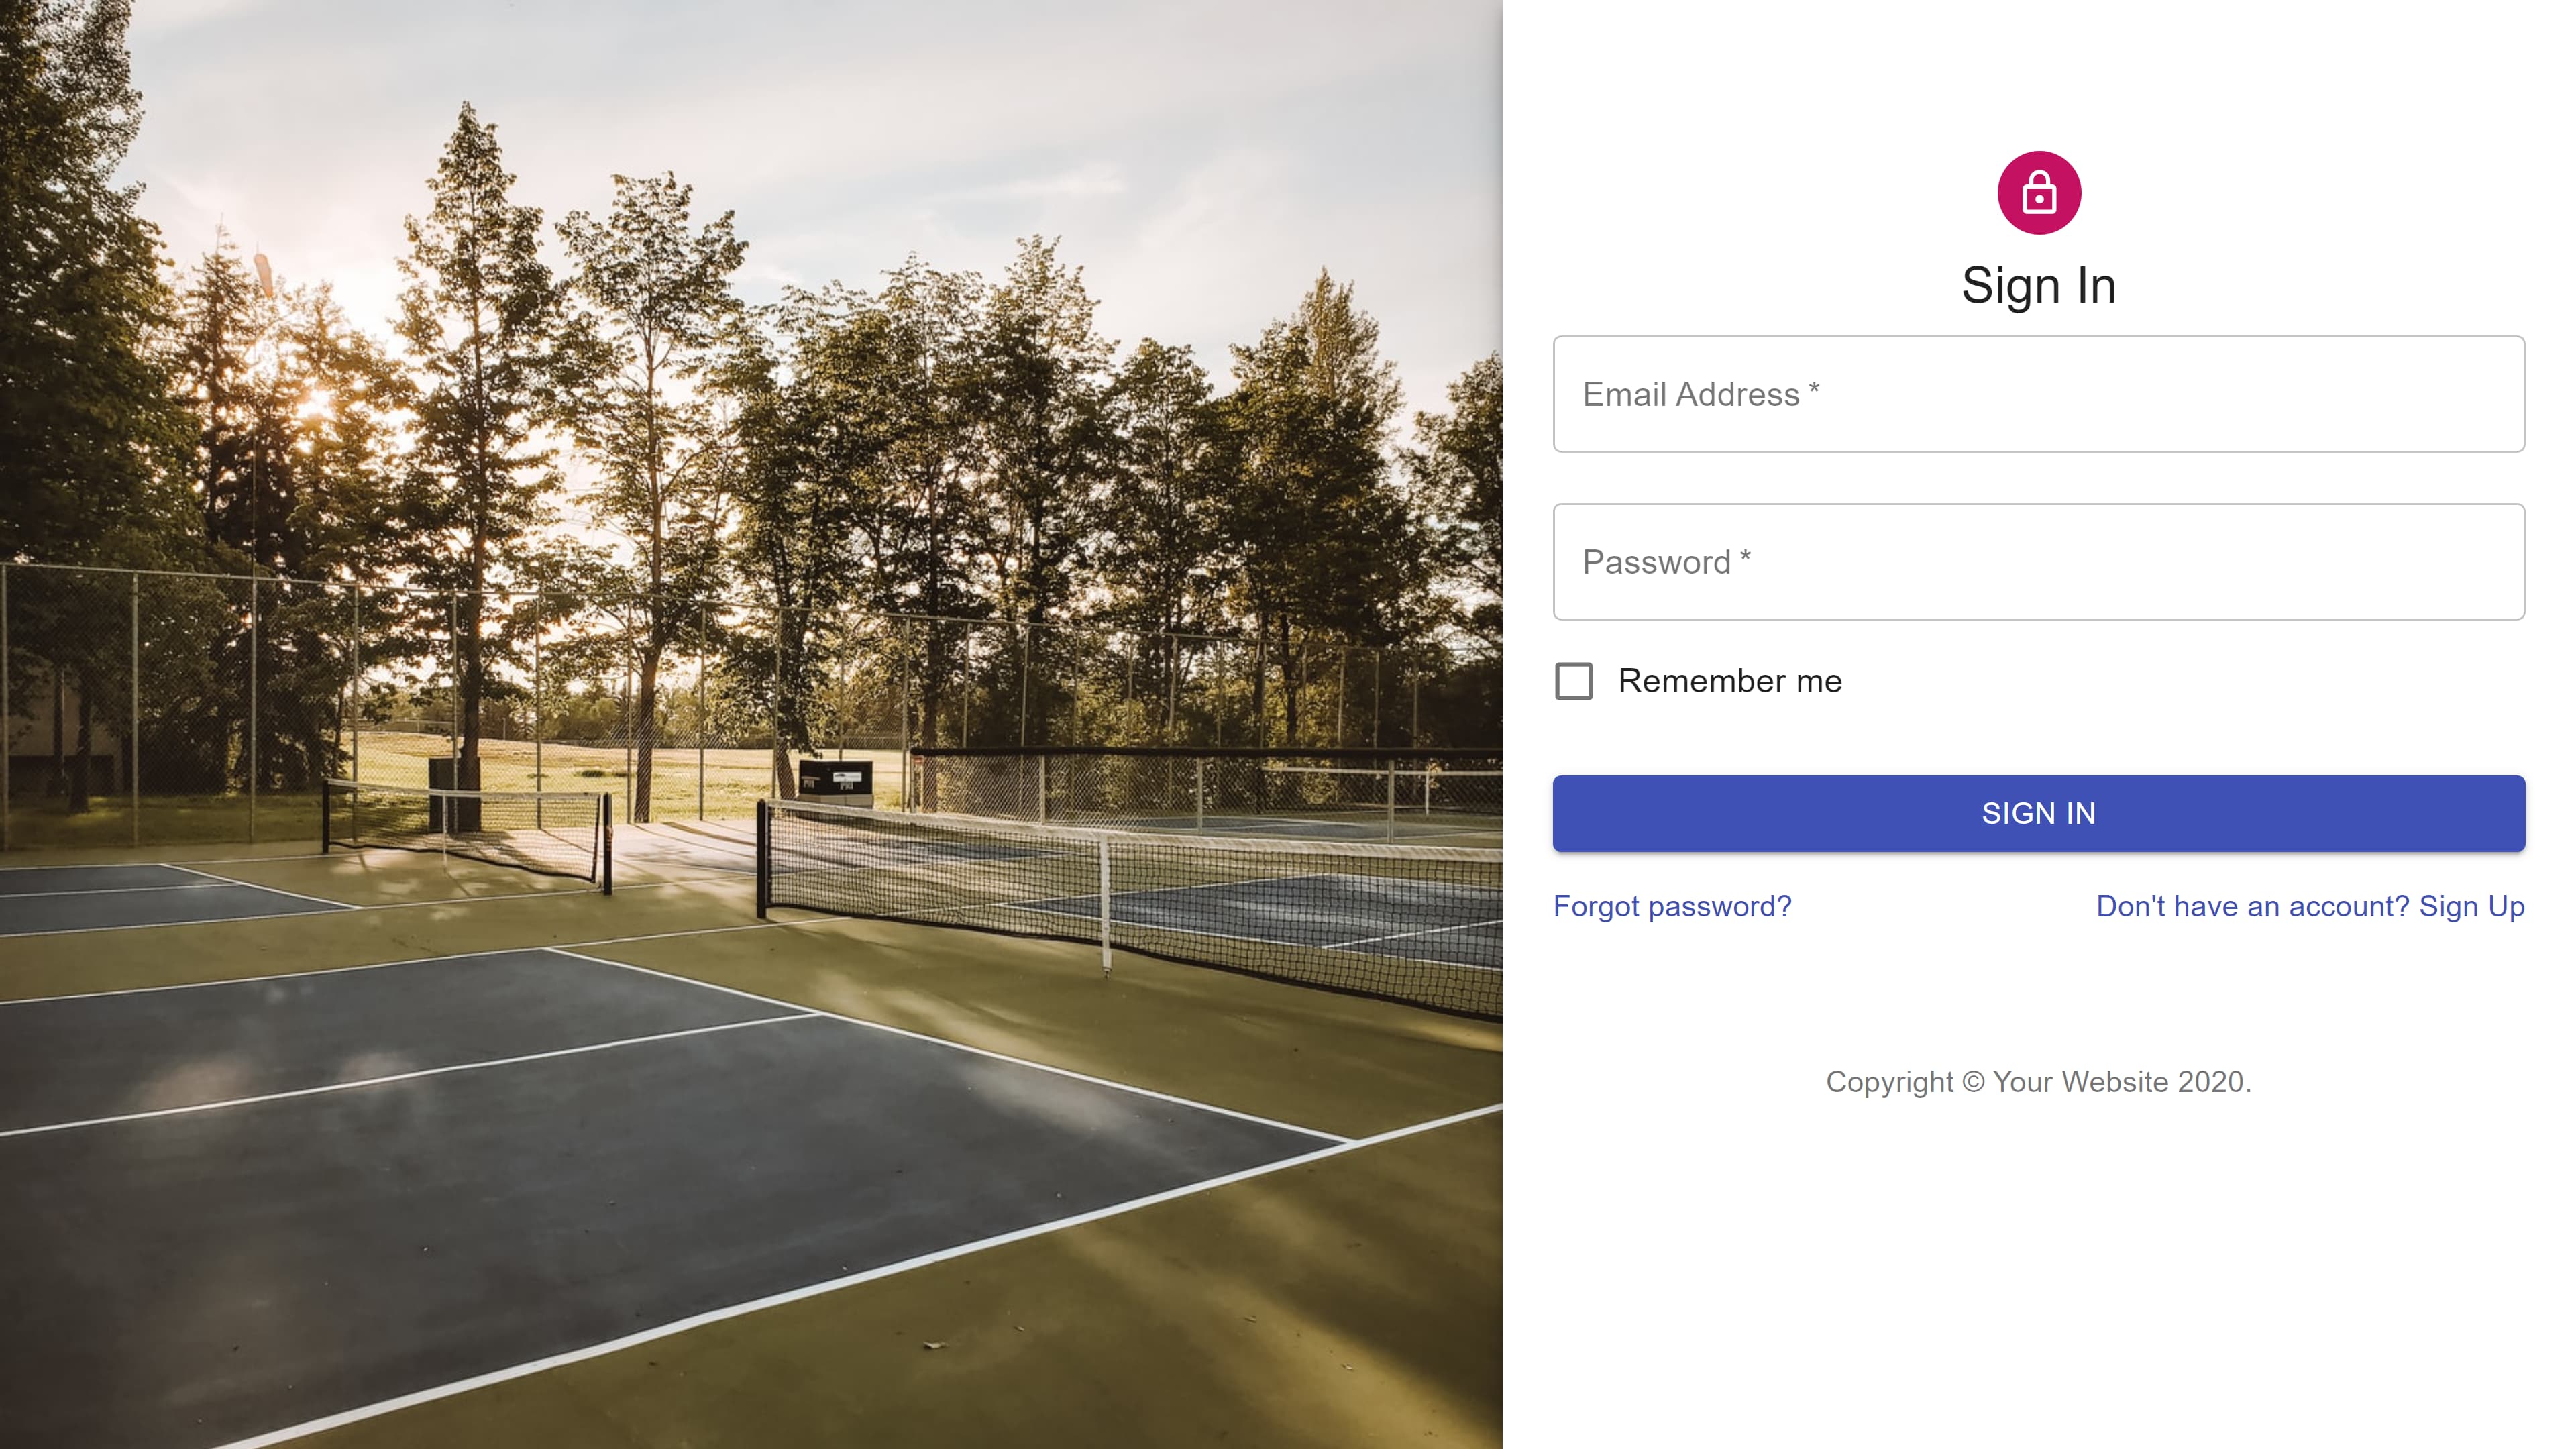 Sign In
Email Address *
Password *
Remember me
SIGN IN
Forgot password?
Don't have an account? Sign Up
Copyright © Your Website 2020.